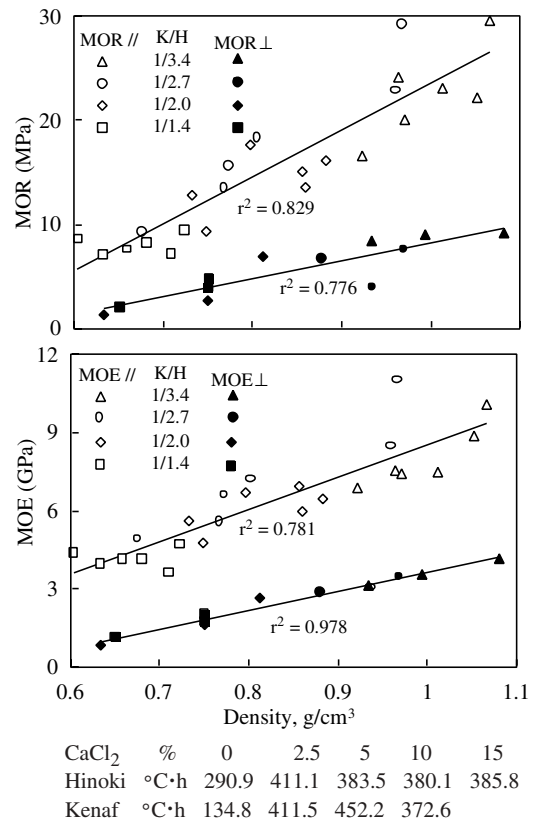 30
MOR // K/H MOR⊥
1/3.4
1/2.7
1/2.0
1/1.4
20
MOR (MPa)
r² = 0.829
10
r² = 0.776
0
12
MOE // K/H MOE⊥
1/3.4
1/2.7
1/2.0
1/1.4
9
MOE (GPa)
6
r² = 0.781
3
r² = 0.978
0
0.6 0.7 0.8 0.9 1 1.1
Density, g/cm³
CaCl₂ % 0 2.5 5 10 15
Hinoki °C•h 290.9 411.1 383.5 380.1 385.8
Kenaf °C•h 134.8 411.5 452.2 372.6